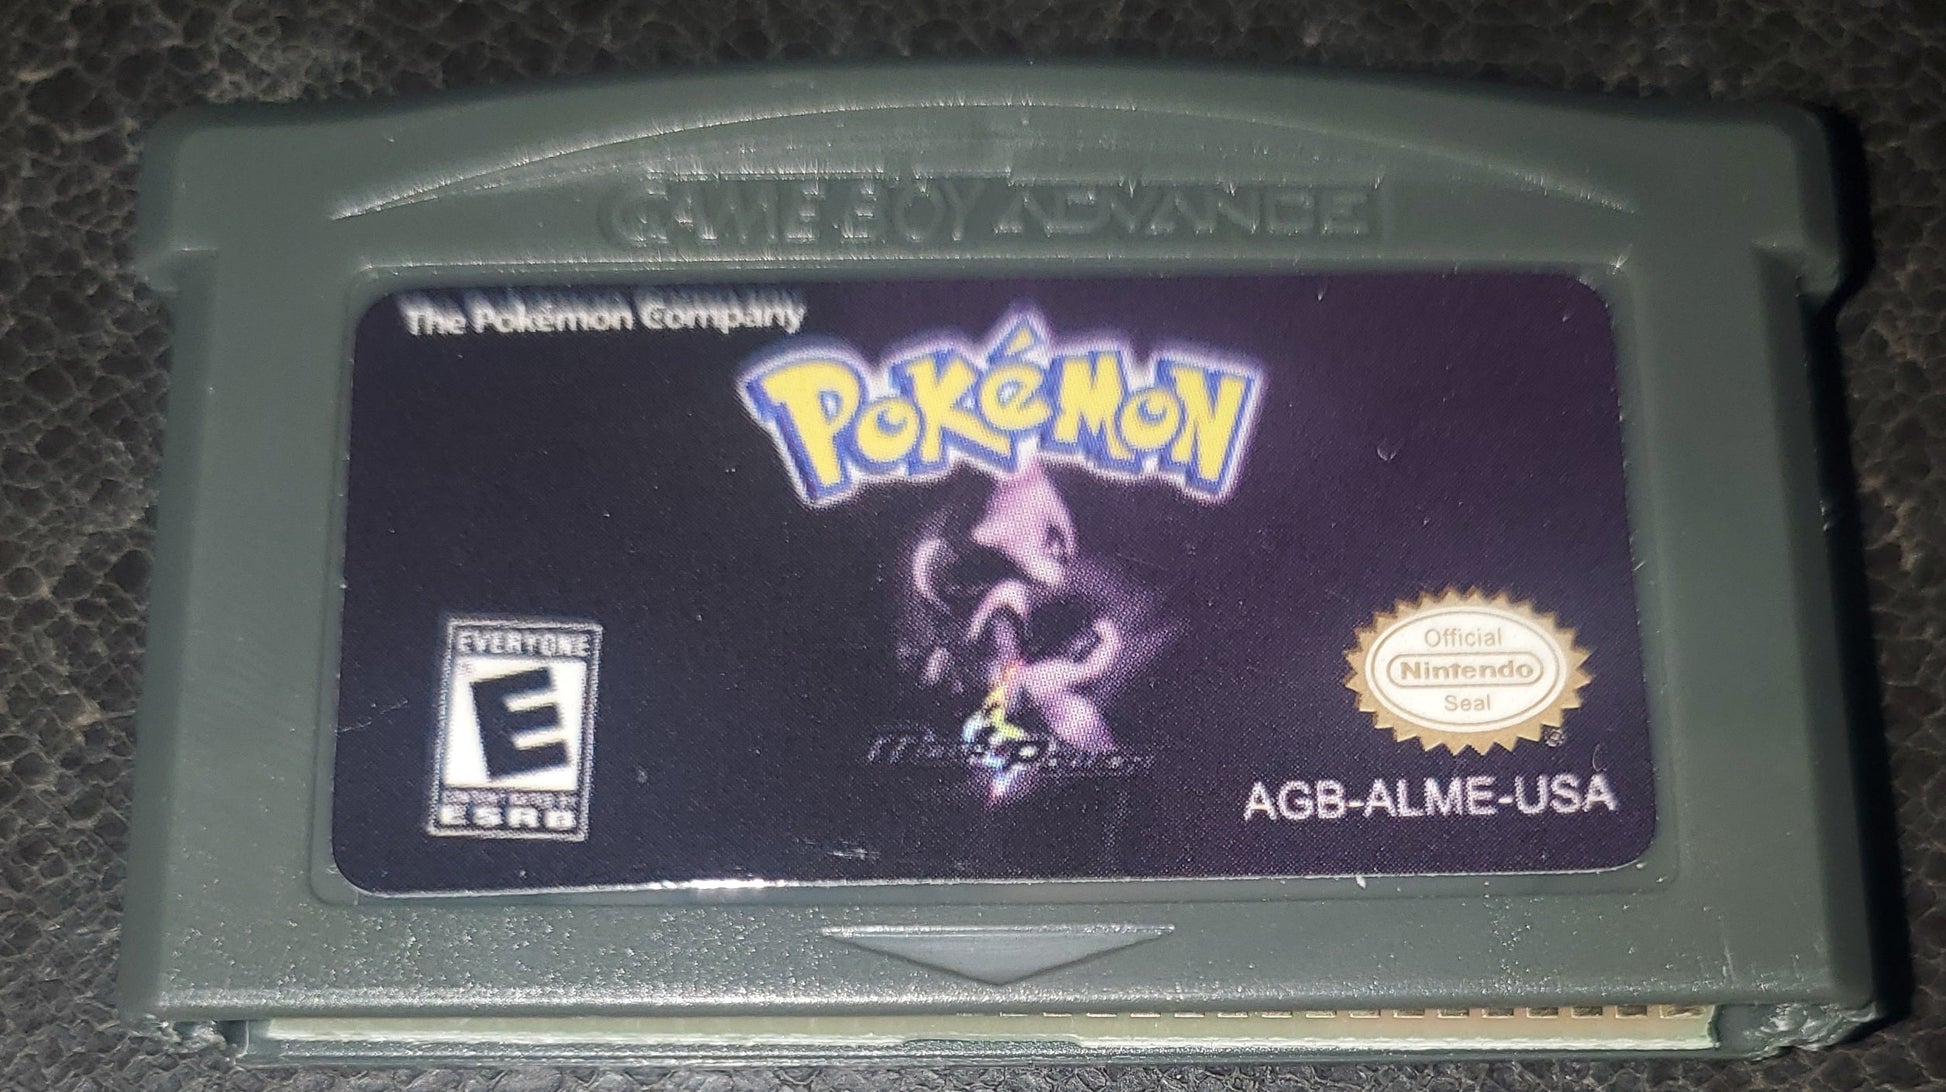 GAME BOY ADVANCE
The Pokémon Company
POKéMON
EVERYONE
E
ESRB
Official
Nintendo
Seal
®
AGB-ALME-USA